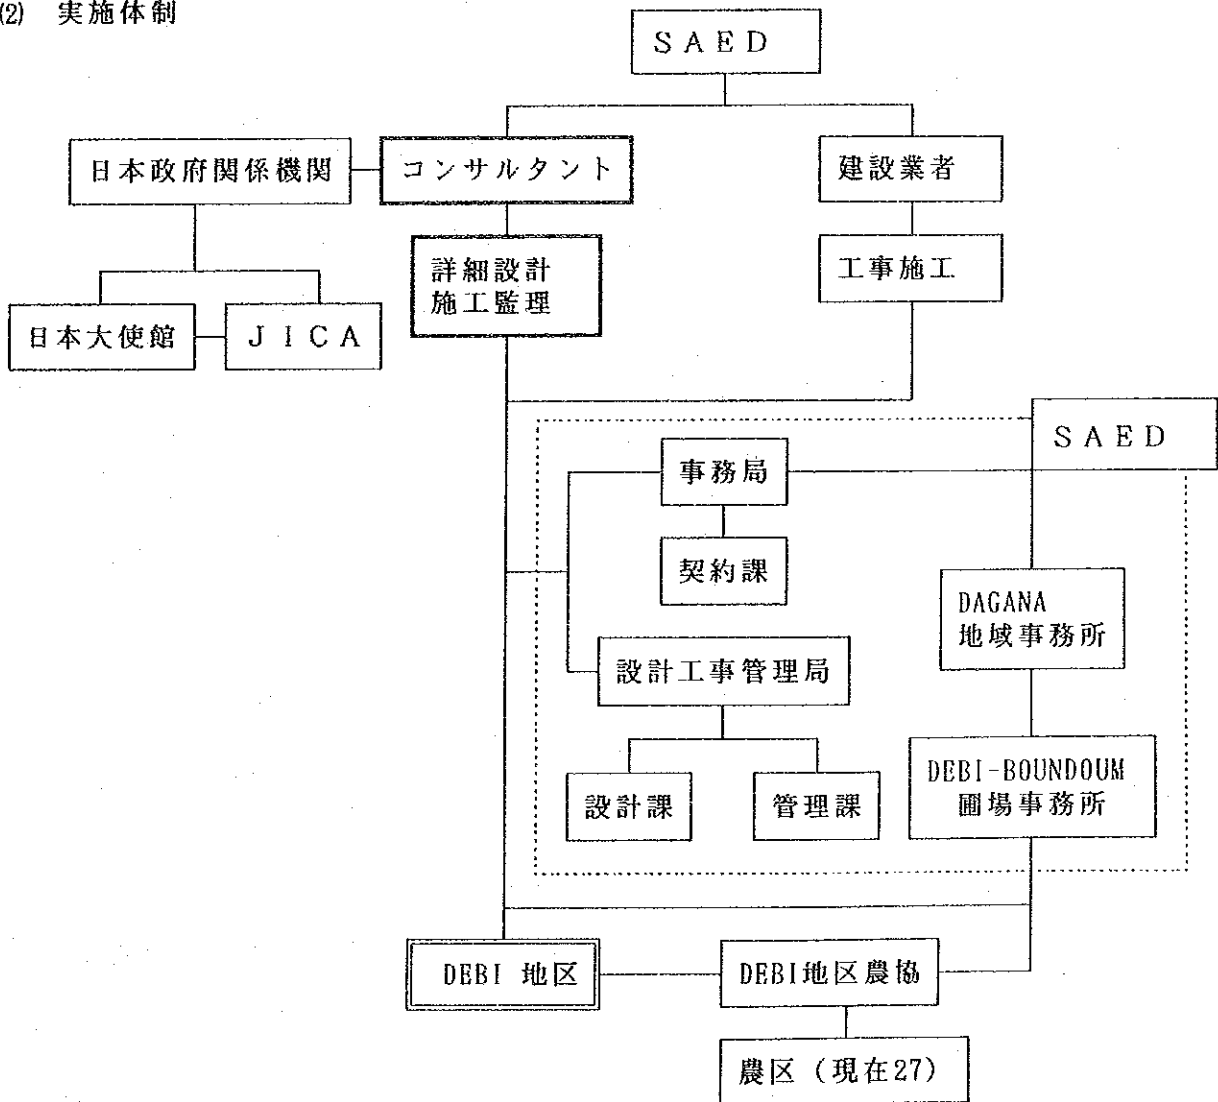 (2) 実施体制
SAED
日本政府関係機関
コンサルタント
建設業者
詳細設計
施工監理
工事施工
日本大使館
JICA
SAED
事務局
契約課
DAGANA
地域事務所
設計工事管理局
DEBI-BOUNDOUM
圃場事務所
設計課
管理課
DEBI 地区
DEBI地区農協
農区(現在27)